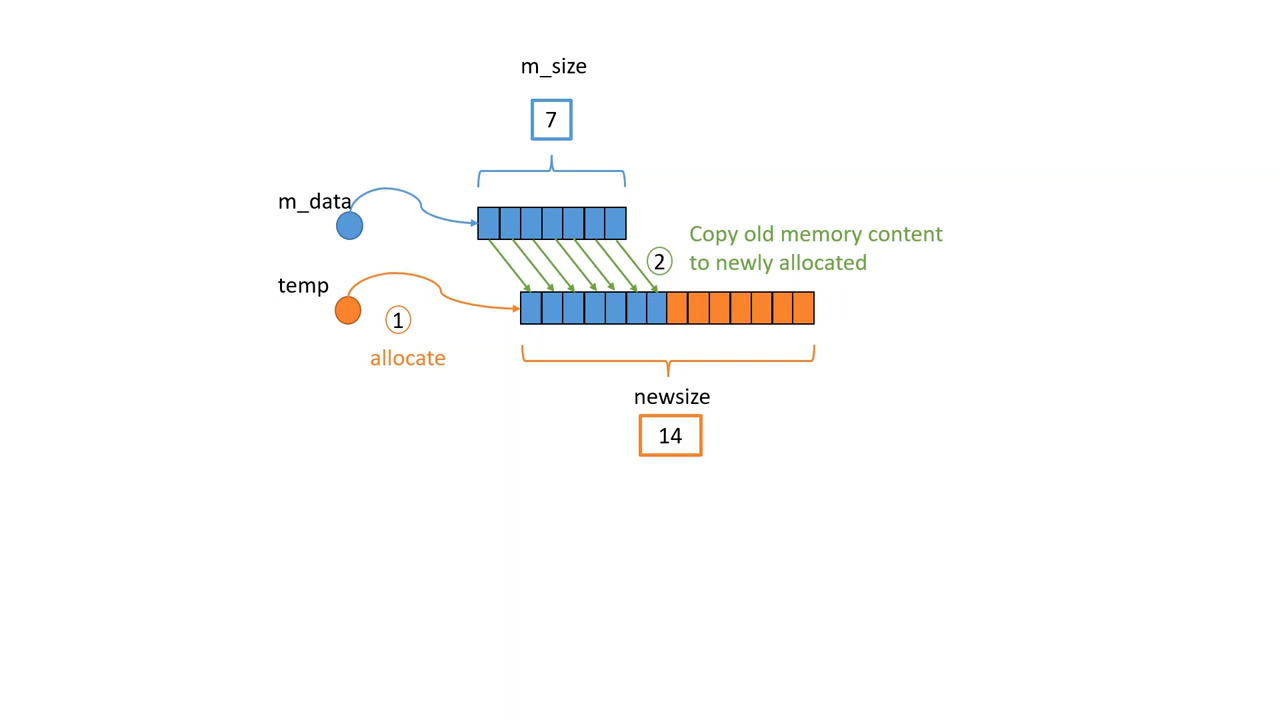 m_size
7
m_data
Copy old memory content
2
to newly allocated
temp
1
allocate
newsize
14